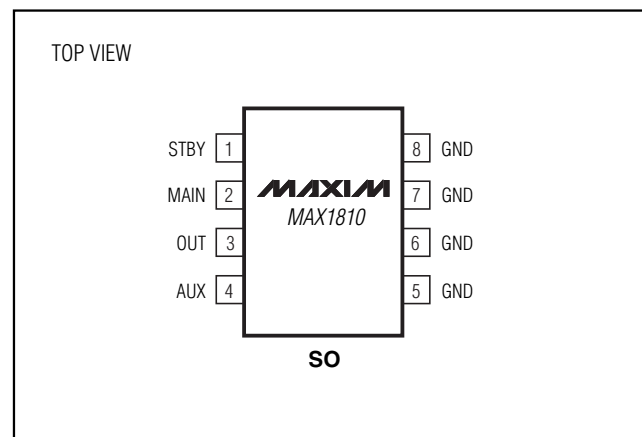 TOP VIEW
STBY 1 8 GND
MAIN 2 MAXIM 7 GND
MAX1810
OUT 3 6 GND
AUX 4 5 GND
SO